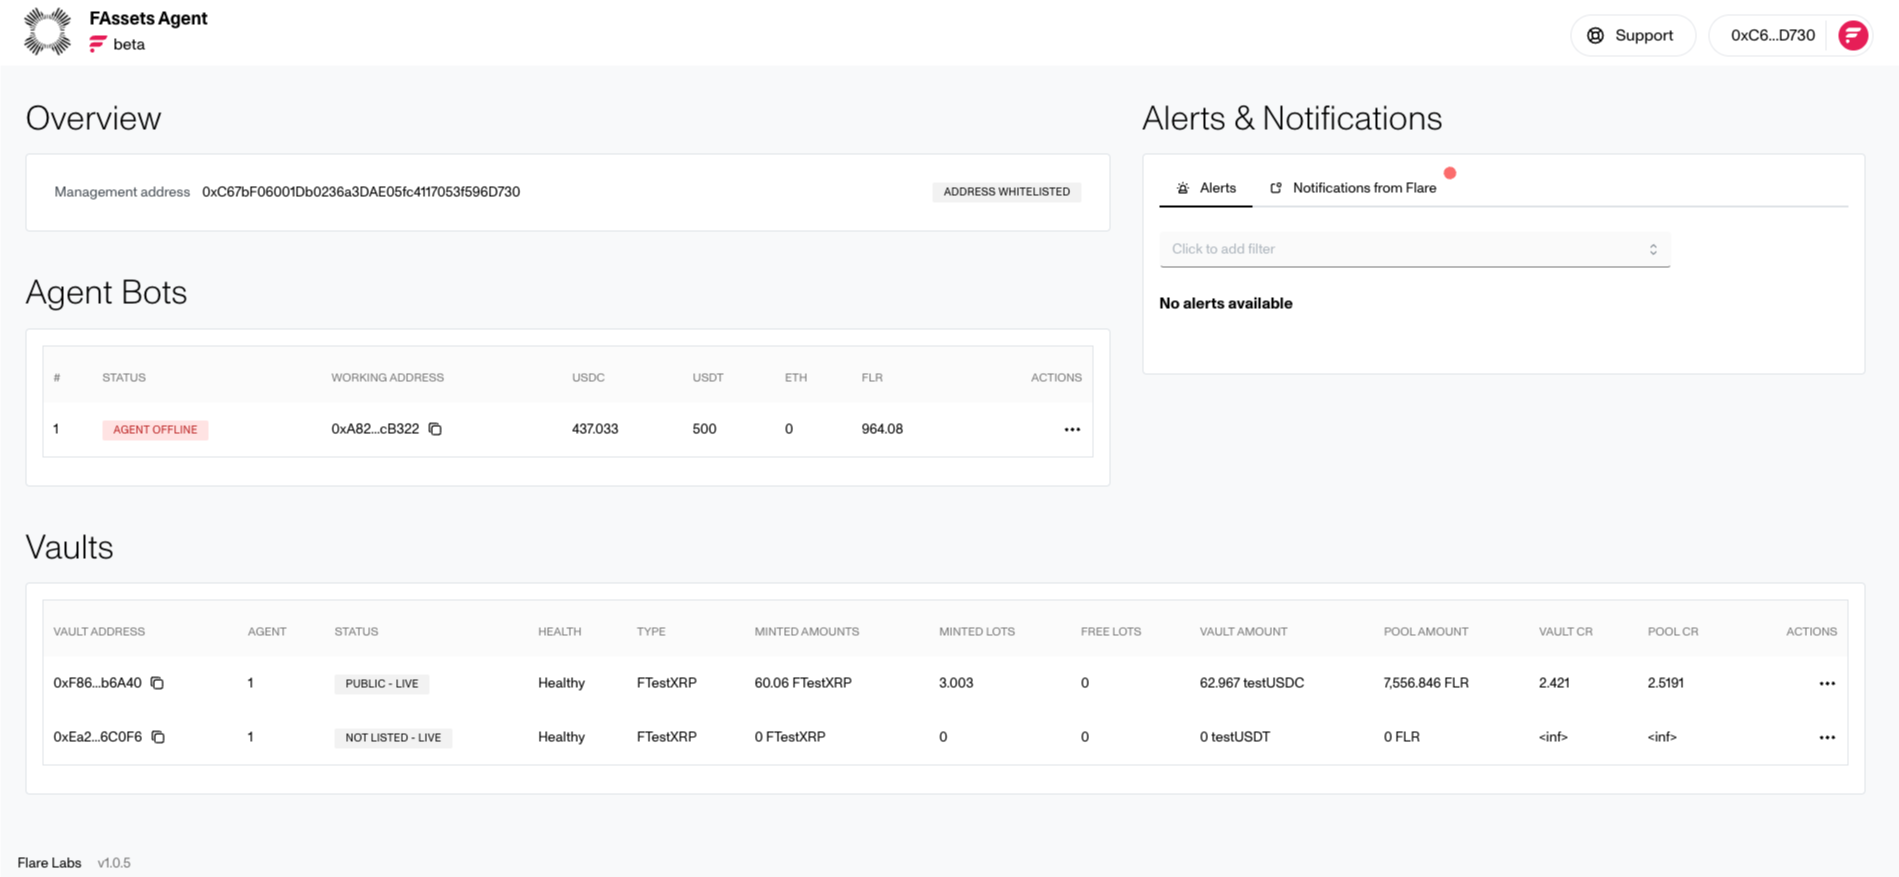 FAssets Agent
beta
Support
0xC6...D730
Overview
Management address 0xC67bF06001Db0236a3DAE05fc4117053f596D730 ADDRESS WHITELISTED
Alerts & Notifications
Alerts Notifications from Flare
Click to add filter
No alerts available
Agent Bots
# STATUS WORKING ADDRESS USDC USDT ETH FLR ACTIONS
1 AGENT OFFLINE 0xA82...cB322 437.033 500 0 964.08
Vaults
VAULT ADDRESS AGENT STATUS HEALTH TYPE MINTED AMOUNTS MINTED LOTS FREE LOTS VAULT AMOUNT POOL AMOUNT VAULT CR POOL CR ACTIONS
0xF86...b6A40 1 PUBLIC - LIVE Healthy FTestXRP 60.06 FTestXRP 3.003 0 62.967 testUSDC 7,556.846 FLR 2.421 2.5191
0xEa2...6C0F6 1 NOT LISTED - LIVE Healthy FTestXRP 0 FTestXRP 0 0 0 testUSDT 0 FLR <inf> <inf>
Flare Labs v1.0.5